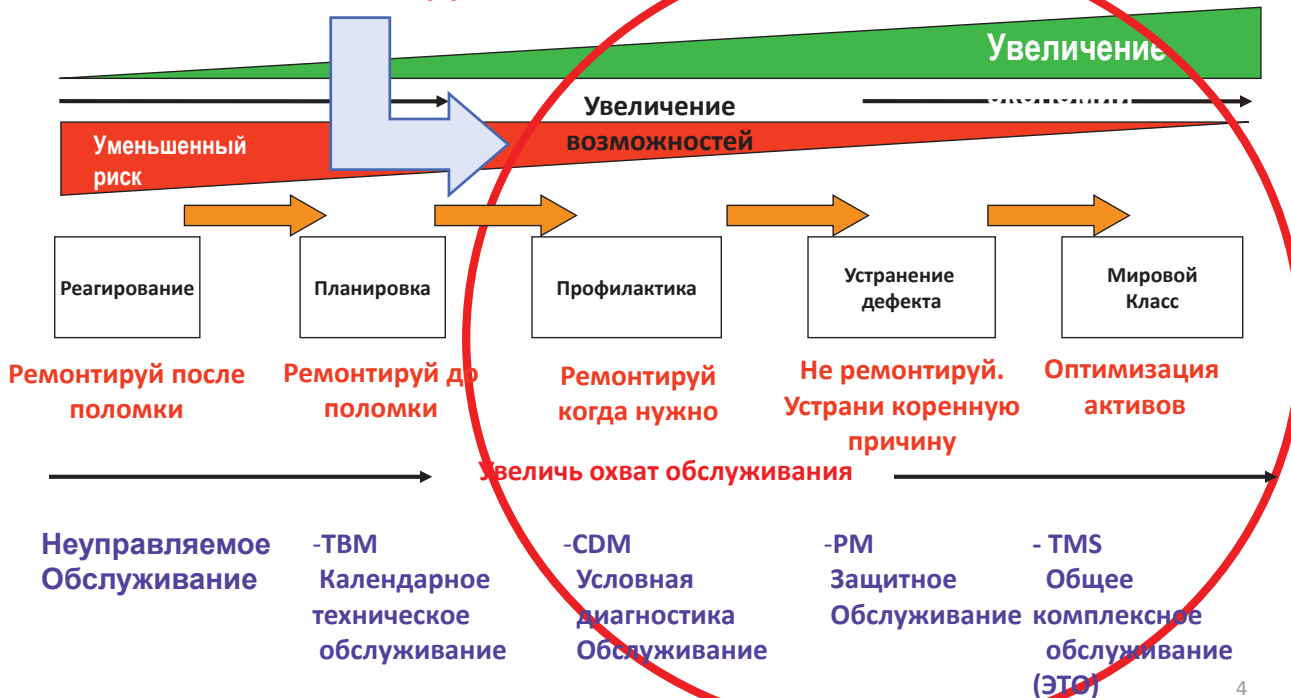 Увеличение
Увеличение
экономии
возможностей
Уменьшенный
риск
Реагирование
Планировка
Профилактика
Устранение
дефекта
Мировой
Класс
Ремонтируй после
поломки
Ремонтируй до
поломки
Ремонтируй
когда нужно
Не ремонтируй.
Устрани коренную
причину
Оптимизация
активов
Увеличь охват обслуживания
Неуправляемое
Обслуживание
-ТВМ
Календарное
техническое
обслуживание
-CDM
Условная
диагностика
Обслуживание
-PM
Защитное
Обслуживание
- TMS
Общее
комплексное
обслуживание
(ЭТО)
4